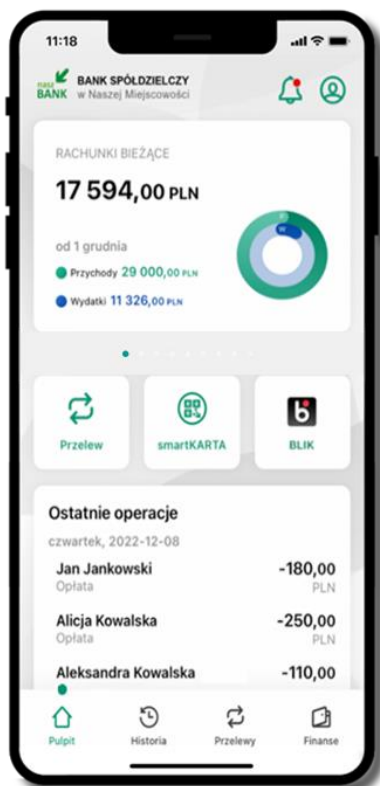 11:18
nasz BANK BANK SPÓŁDZIELCZY
w Naszej Miejscowości
RACHUNKI BIEŻĄCE
17 594,00 PLN
od 1 grudnia
Przychody 29 000,00 PLN
Wydatki 11 326,00 PLN
P
W
Przelew
smartKARTA
BLIK
Ostatnie operacje
czwartek, 2022-12-08
Jan Jankowski -180,00
Opłata PLN
Alicja Kowalska -250,00
Opłata PLN
Aleksandra Kowalska -110,00
Pulpit Historia Przelewy Finanse